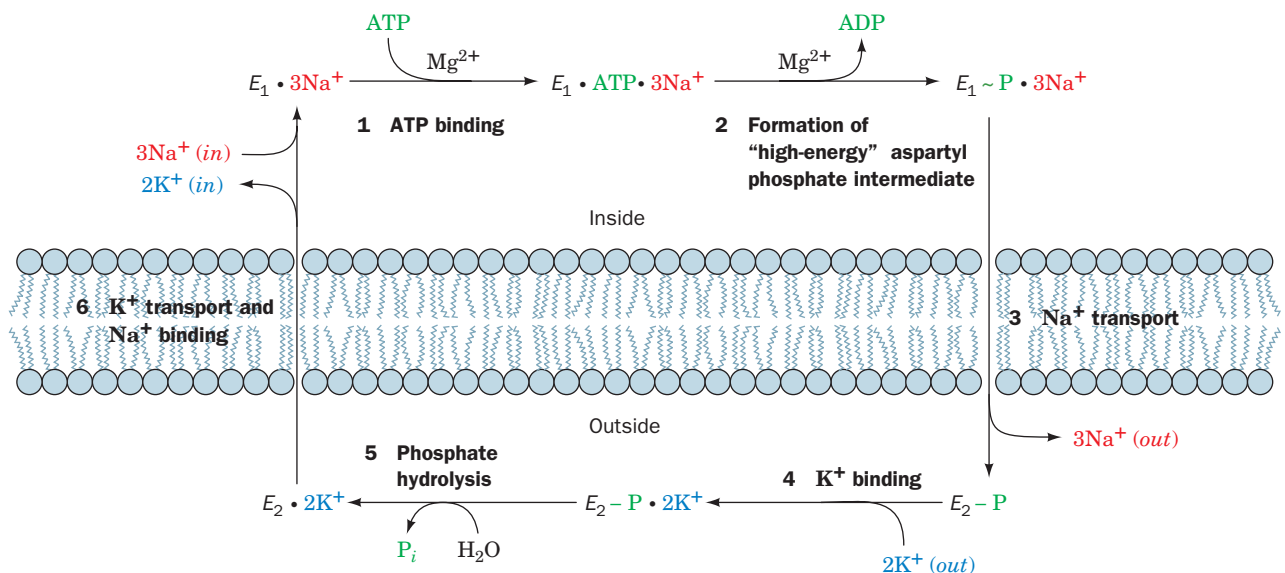 ATP
ADP
Mg²⁺
Mg²⁺
E₁ • 3Na⁺
E₁ • ATP • 3Na⁺
E₁ ~ P • 3Na⁺
1 ATP binding
2 Formation of
“high-energy” aspartyl
phosphate intermediate
3Na⁺ (in)
2K⁺ (in)
Inside
6 K⁺ transport and
Na⁺ binding
3 Na⁺ transport
Outside
3Na⁺ (out)
5 Phosphate
hydrolysis
4 K⁺ binding
E₂ • 2K⁺
E₂ – P • 2K⁺
E₂ – P
Pᵢ
H₂O
2K⁺ (out)